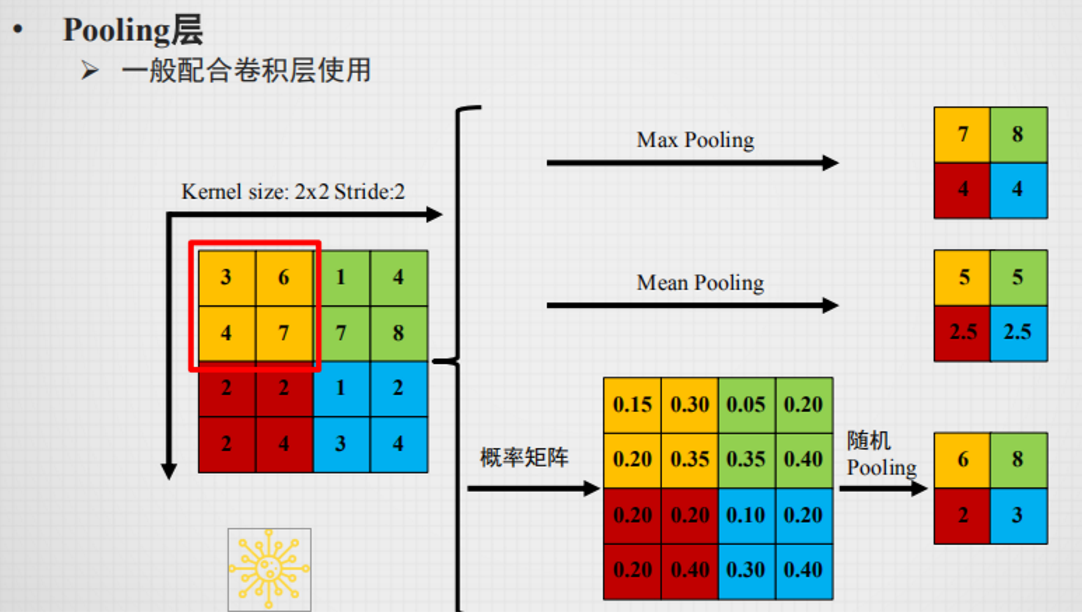 • Pooling层
➢ 一般配合卷积层使用
Kernel size: 2x2 Stride:2
3 6 1 4
4 7 7 8
2 2 1 2
2 4 3 4
Max Pooling
7 8
4 4
Mean Pooling
5 5
2.5 2.5
概率矩阵
0.15 0.30 0.05 0.20
0.20 0.35 0.35 0.40
0.20 0.20 0.10 0.20
0.20 0.40 0.30 0.40
随机
Pooling
6 8
2 3